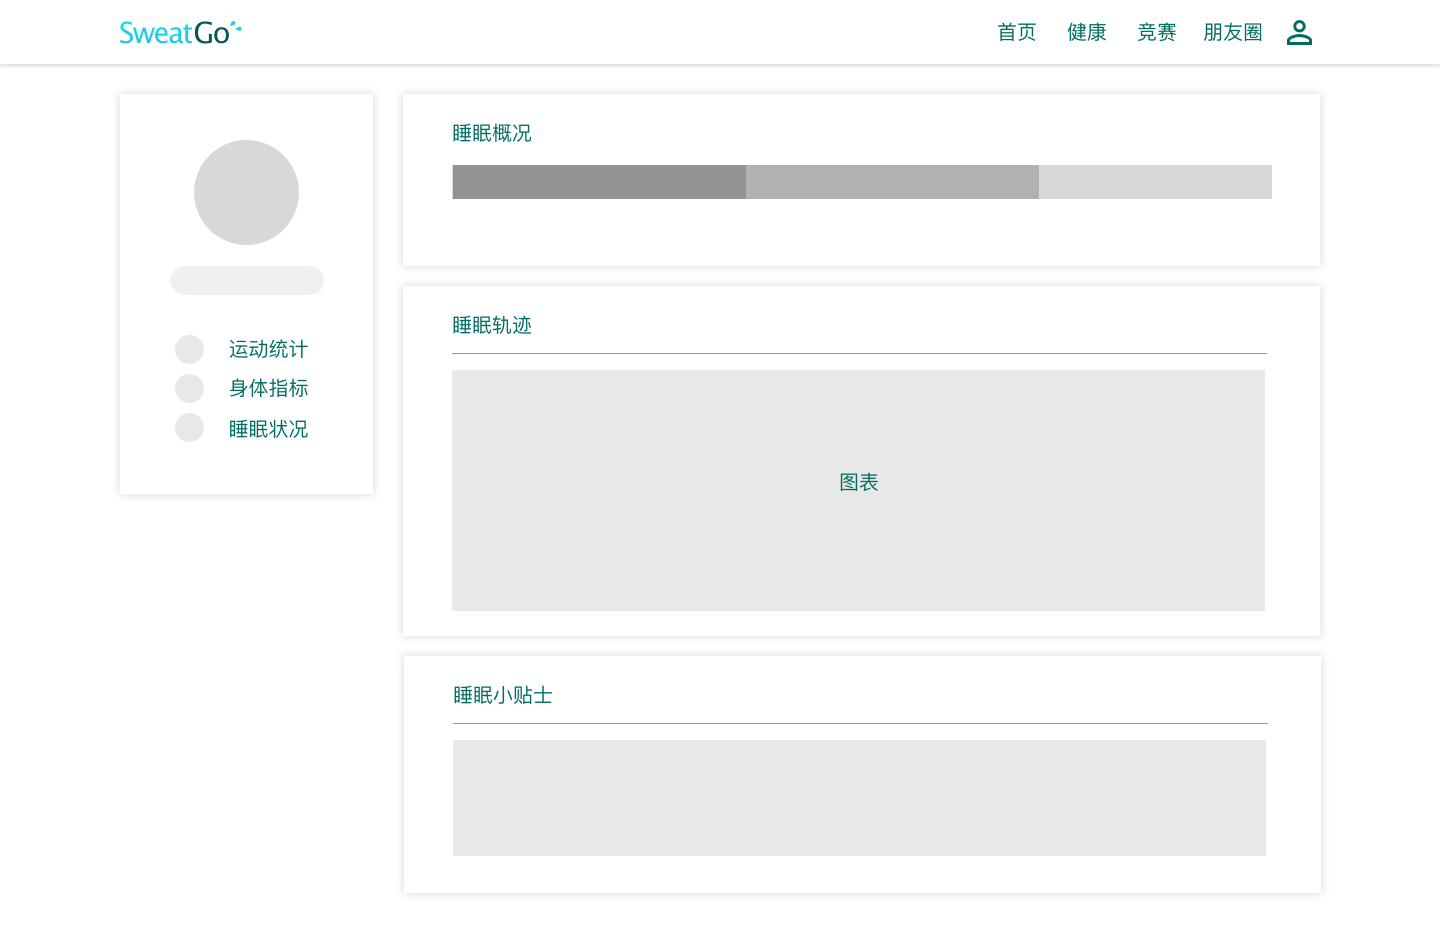 SweatGo
首页 健康 竞赛 朋友圈
运动统计
身体指标
睡眠状况
睡眠概况
睡眠轨迹
图表
睡眠小贴士